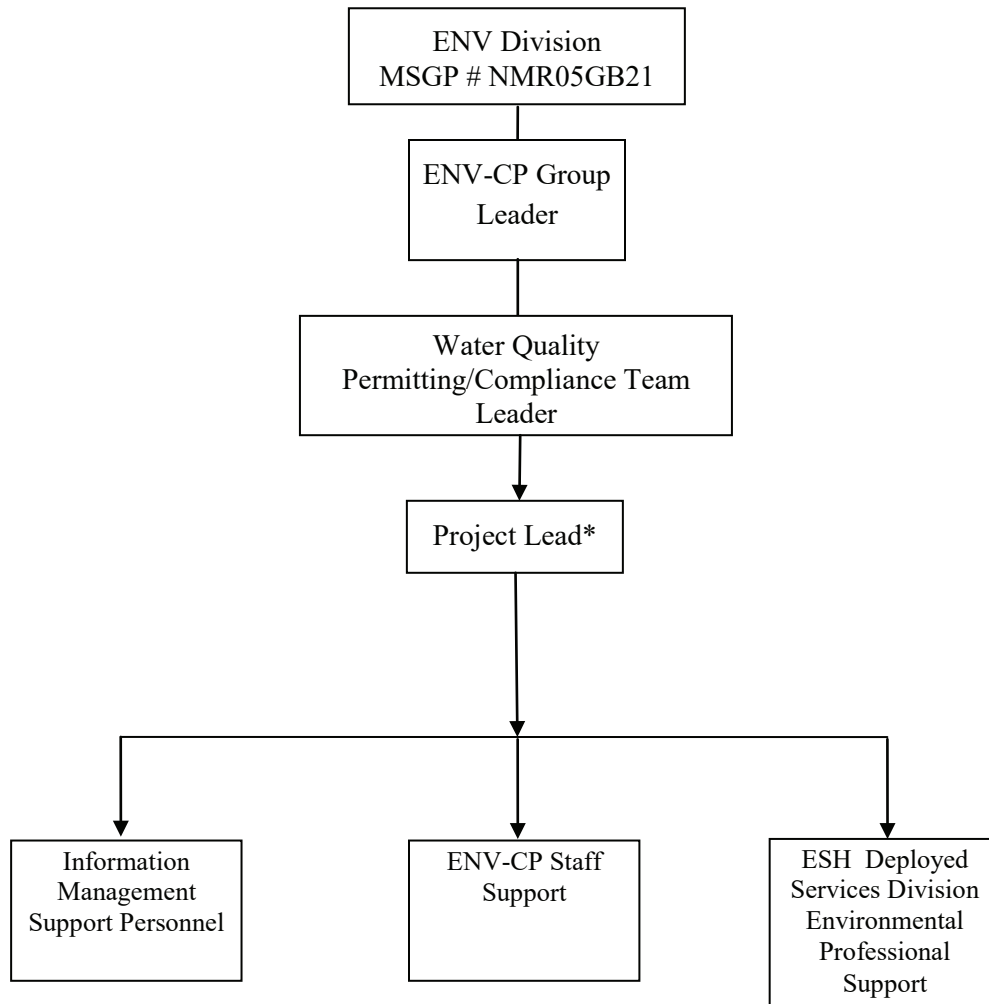 ENV Division
MSGP # NMR05GB21
ENV-CP Group
Leader
Water Quality
Permitting/Compliance Team
Leader
Project Lead*
Information
Management
Support Personnel
ENV-CP Staff
Support
ESH Deployed
Services Division
Environmental
Professional
Support